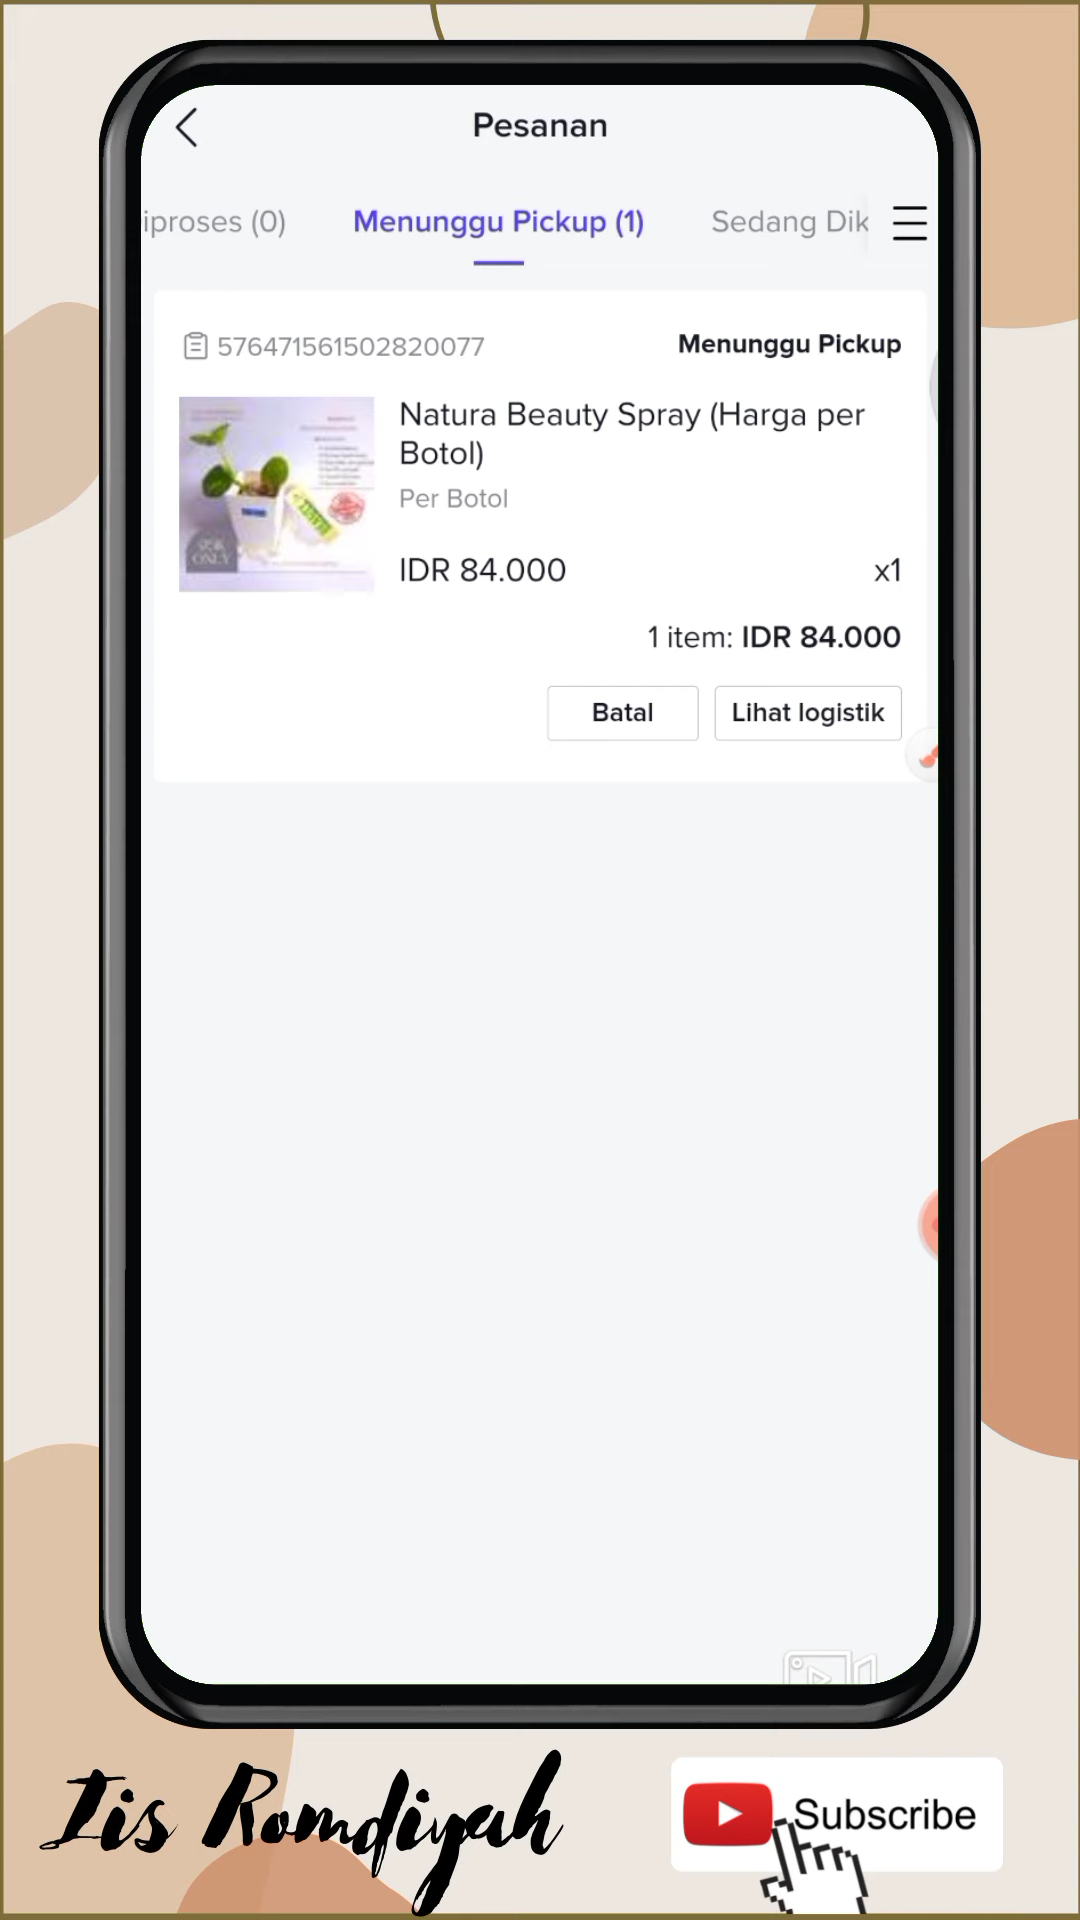 Pesanan
iproses (0) Menunggu Pickup (1) Sedang Dik
576471561502820077 Menunggu Pickup
Natura Beauty Spray (Harga per
Botol)
Per Botol
IDR 84.000 x1
1 item: IDR 84.000
Batal Lihat logistik
ONLY
Iis Romdiyah
Subscribe